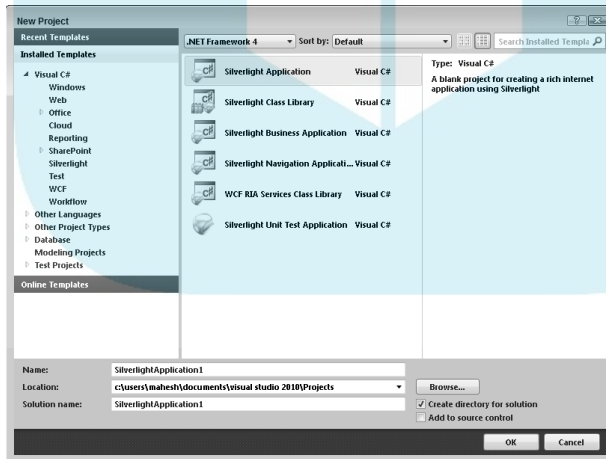 New Project
Recent Templates
Installed Templates
Visual C#
Windows
Web
Office
Cloud
Reporting
SharePoint
Silverlight
Test
WCF
Workflow
Other Languages
Other Project Types
Database
Modeling Projects
Test Projects
Online Templates
.NET Framework 4 Sort by: Default
Search Installed Templa
Silverlight Application Visual C#
Silverlight Class Library Visual C#
Silverlight Business Application Visual C#
Silverlight Navigation Applicati... Visual C#
WCF RIA Services Class Library Visual C#
Silverlight Unit Test Application Visual C#
Type: Visual C#
A blank project for creating a rich internet
application using Silverlight
Name: SilverlightApplication1
Location: c:\users\mahesh\documents\visual studio 2010\Projects Browse...
Solution name: SilverlightApplication1
Create directory for solution
Add to source control
OK Cancel